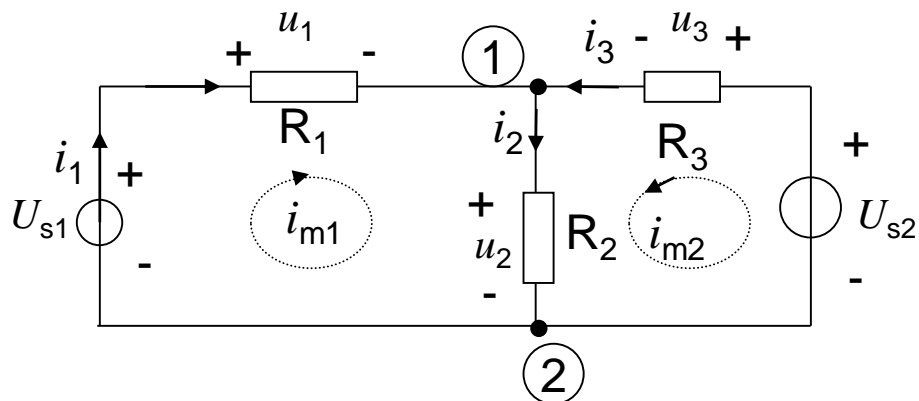 u1
+ -
R1
1
i3
- u3 +
R3
i1
+
Us1
-
im1
i2
+
u2
-
R2
im2
+
Us2
-
2